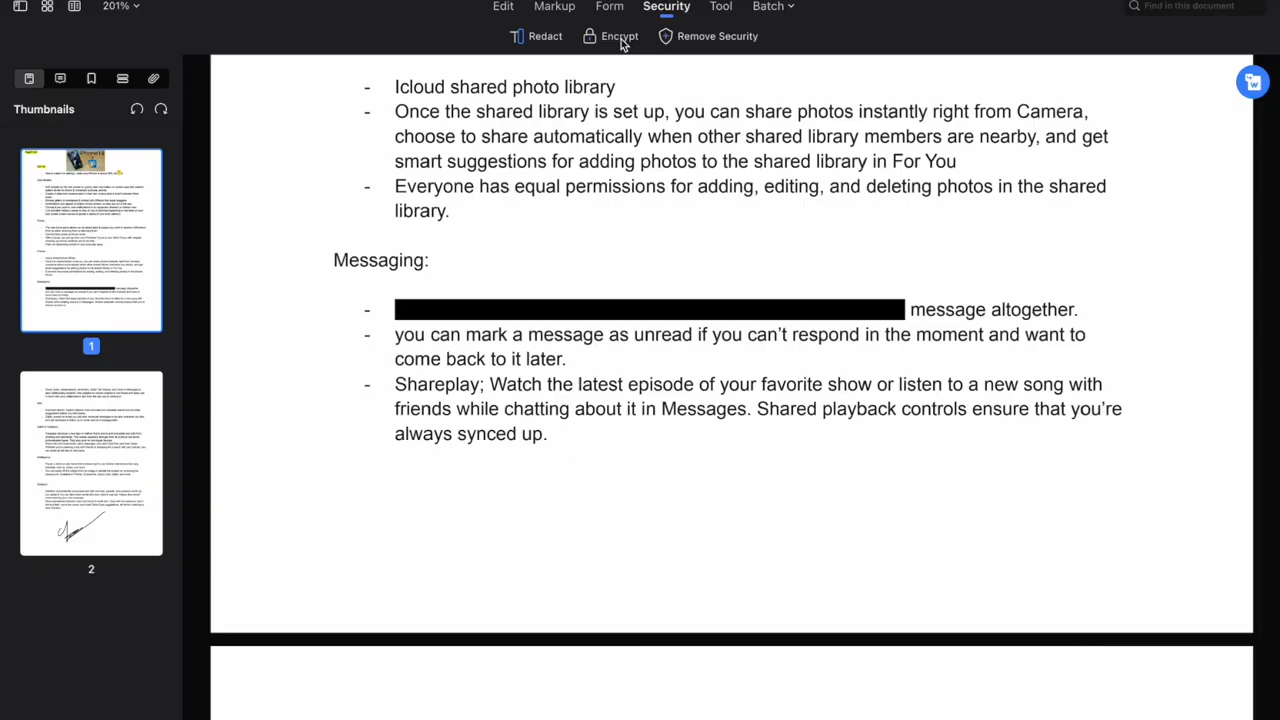 201%
Edit Markup Form Security Tool Batch
Find in this document
Redact Encrypt Remove Security
Thumbnails
1
2
- Icloud shared photo library
- Once the shared library is set up, you can share photos instantly right from Camera,
choose to share automatically when other shared library members are nearby, and get
smart suggestions for adding photos to the shared library in For You
- Everyone has equal permissions for adding, editing, and deleting photos in the shared
library.
Messaging:
- message altogether.
- you can mark a message as unread if you can’t respond in the moment and want to
come back to it later.
- Shareplay; Watch the latest episode of your favorite show or listen to a new song with
friends while chatting about it in Messages. Shared playback controls ensure that you’re
always synced up.